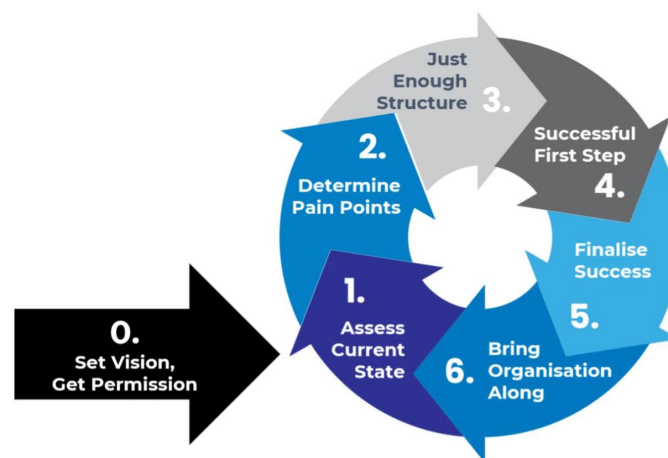 0.
Set Vision,
Get Permission
1.
Assess
Current
State
2.
Determine
Pain Points
Just
Enough
Structure
3.
Successful
First Step
4.
Finalise
Success
5.
6.
Bring
Organisation
Along